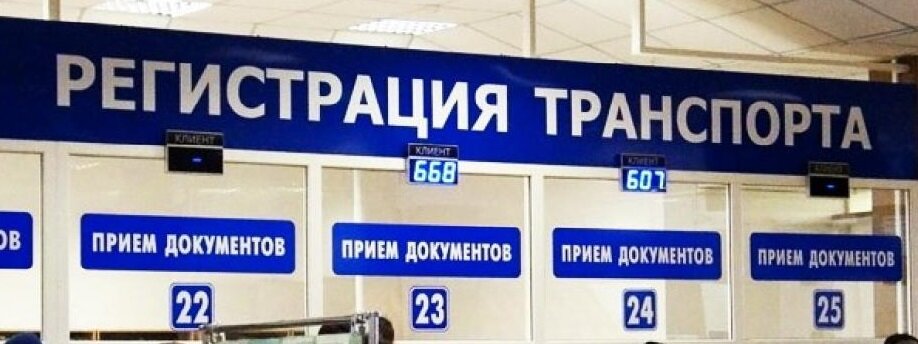 РЕГИСТРАЦИЯ ТРАНСПОРТА
КЛИЕНТ
-
КЛИЕНТ
668
КЛИЕНТ
607
КЛИЕНТ
-
ОВ
ПРИЕМ ДОКУМЕНТОВ
22
ПРИЕМ ДОКУМЕНТОВ
23
ПРИЕМ ДОКУМЕНТОВ
24
ПРИЕМ ДОКУМЕНТОВ
25